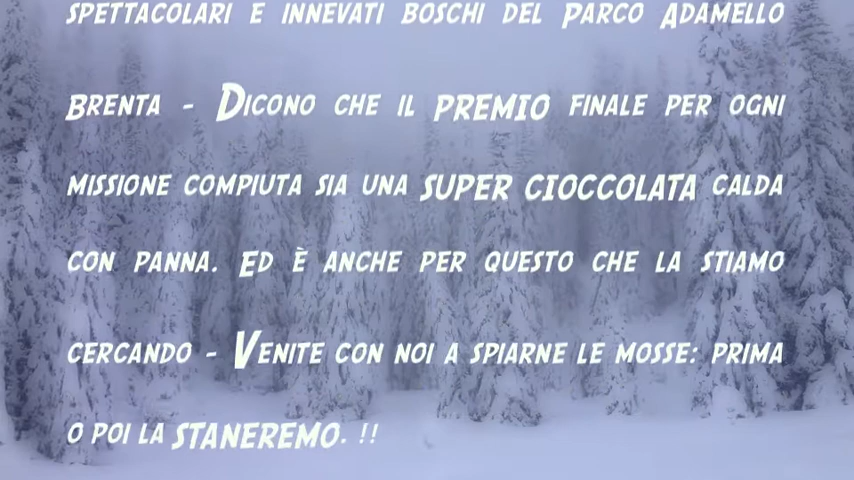 SPETTACOLARI E INNEVATI BOSCHI DEL PARCO ADAMELLO
BRENTA - DICONO CHE IL PREMIO FINALE PER OGNI
MISSIONE COMPIUTA SIA UNA SUPER CIOCCOLATA CALDA
CON PANNA. ED È ANCHE PER QUESTO CHE LA STIAMO
CERCANDO - VENITE CON NOI A SPIARNE LE MOSSE: PRIMA
O POI LA STANEREMO. !!